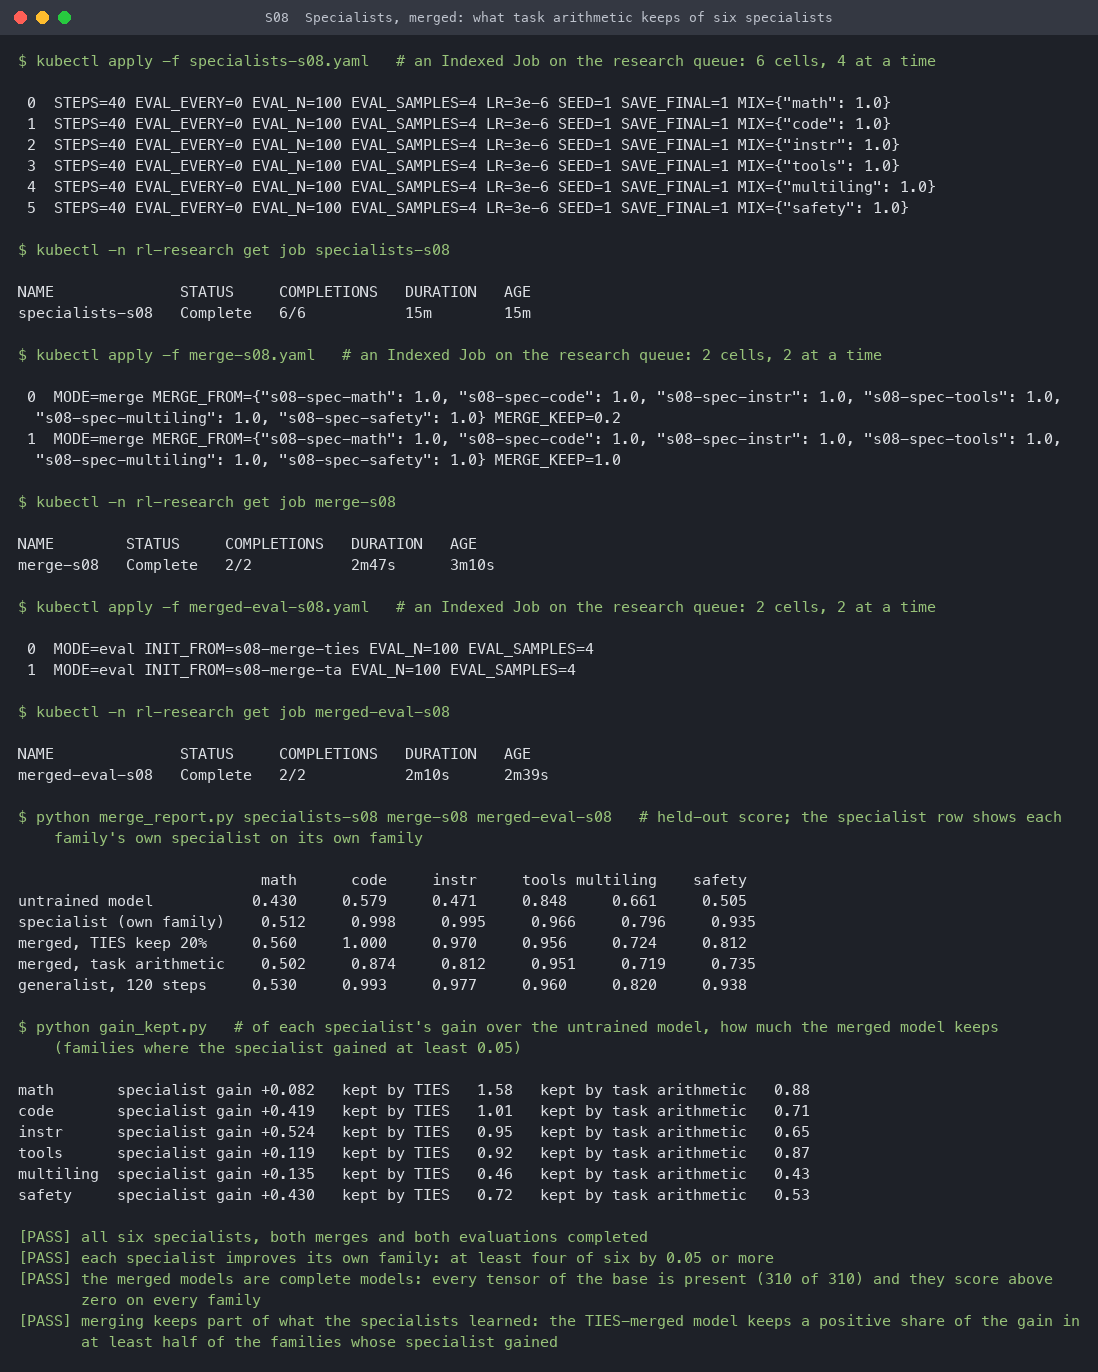 S08  Specialists, merged: what task arithmetic keeps of six specialists
$ kubectl apply -f specialists-s08.yaml   # an Indexed Job on the research queue: 6 cells, 4 at a time
0  STEPS=40 EVAL_EVERY=0 EVAL_N=100 EVAL_SAMPLES=4 LR=3e-6 SEED=1 SAVE_FINAL=1 MIX={"math": 1.0}
1  STEPS=40 EVAL_EVERY=0 EVAL_N=100 EVAL_SAMPLES=4 LR=3e-6 SEED=1 SAVE_FINAL=1 MIX={"code": 1.0}
2  STEPS=40 EVAL_EVERY=0 EVAL_N=100 EVAL_SAMPLES=4 LR=3e-6 SEED=1 SAVE_FINAL=1 MIX={"instr": 1.0}
3  STEPS=40 EVAL_EVERY=0 EVAL_N=100 EVAL_SAMPLES=4 LR=3e-6 SEED=1 SAVE_FINAL=1 MIX={"tools": 1.0}
4  STEPS=40 EVAL_EVERY=0 EVAL_N=100 EVAL_SAMPLES=4 LR=3e-6 SEED=1 SAVE_FINAL=1 MIX={"multiling": 1.0}
5  STEPS=40 EVAL_EVERY=0 EVAL_N=100 EVAL_SAMPLES=4 LR=3e-6 SEED=1 SAVE_FINAL=1 MIX={"safety": 1.0}
$ kubectl -n rl-research get job specialists-s08
NAME              STATUS     COMPLETIONS   DURATION   AGE
specialists-s08   Complete   6/6           15m        15m
$ kubectl apply -f merge-s08.yaml   # an Indexed Job on the research queue: 2 cells, 2 at a time
0  MODE=merge MERGE_FROM={"s08-spec-math": 1.0, "s08-spec-code": 1.0, "s08-spec-instr": 1.0, "s08-spec-tools": 1.0,
"s08-spec-multiling": 1.0, "s08-spec-safety": 1.0} MERGE_KEEP=0.2
1  MODE=merge MERGE_FROM={"s08-spec-math": 1.0, "s08-spec-code": 1.0, "s08-spec-instr": 1.0, "s08-spec-tools": 1.0,
"s08-spec-multiling": 1.0, "s08-spec-safety": 1.0} MERGE_KEEP=1.0
$ kubectl -n rl-research get job merge-s08
NAME        STATUS     COMPLETIONS   DURATION   AGE
merge-s08   Complete   2/2           2m47s      3m10s
$ kubectl apply -f merged-eval-s08.yaml   # an Indexed Job on the research queue: 2 cells, 2 at a time
0  MODE=eval INIT_FROM=s08-merge-ties EVAL_N=100 EVAL_SAMPLES=4
1  MODE=eval INIT_FROM=s08-merge-ta EVAL_N=100 EVAL_SAMPLES=4
$ kubectl -n rl-research get job merged-eval-s08
NAME              STATUS     COMPLETIONS   DURATION   AGE
merged-eval-s08   Complete   2/2           2m10s      2m39s
$ python merge_report.py specialists-s08 merge-s08 merged-eval-s08   # held-out score; the specialist row shows each
family's own specialist on its own family
math      code     instr     tools multiling    safety
untrained model           0.430     0.579     0.471     0.848     0.661     0.505
specialist (own family)    0.512     0.998     0.995     0.966     0.796     0.935
merged, TIES keep 20%     0.560     1.000     0.970     0.956     0.724     0.812
merged, task arithmetic    0.502     0.874     0.812     0.951     0.719     0.735
generalist, 120 steps     0.530     0.993     0.977     0.960     0.820     0.938
$ python gain_kept.py   # of each specialist's gain over the untrained model, how much the merged model keeps
(families where the specialist gained at least 0.05)
math       specialist gain +0.082   kept by TIES   1.58   kept by task arithmetic   0.88
code       specialist gain +0.419   kept by TIES   1.01   kept by task arithmetic   0.71
instr      specialist gain +0.524   kept by TIES   0.95   kept by task arithmetic   0.65
tools      specialist gain +0.119   kept by TIES   0.92   kept by task arithmetic   0.87
multiling  specialist gain +0.135   kept by TIES   0.46   kept by task arithmetic   0.43
safety     specialist gain +0.430   kept by TIES   0.72   kept by task arithmetic   0.53
[PASS] all six specialists, both merges and both evaluations completed
[PASS] each specialist improves its own family: at least four of six by 0.05 or more
[PASS] the merged models are complete models: every tensor of the base is present (310 of 310) and they score above
zero on every family
[PASS] merging keeps part of what the specialists learned: the TIES-merged model keeps a positive share of the gain in
at least half of the families whose specialist gained